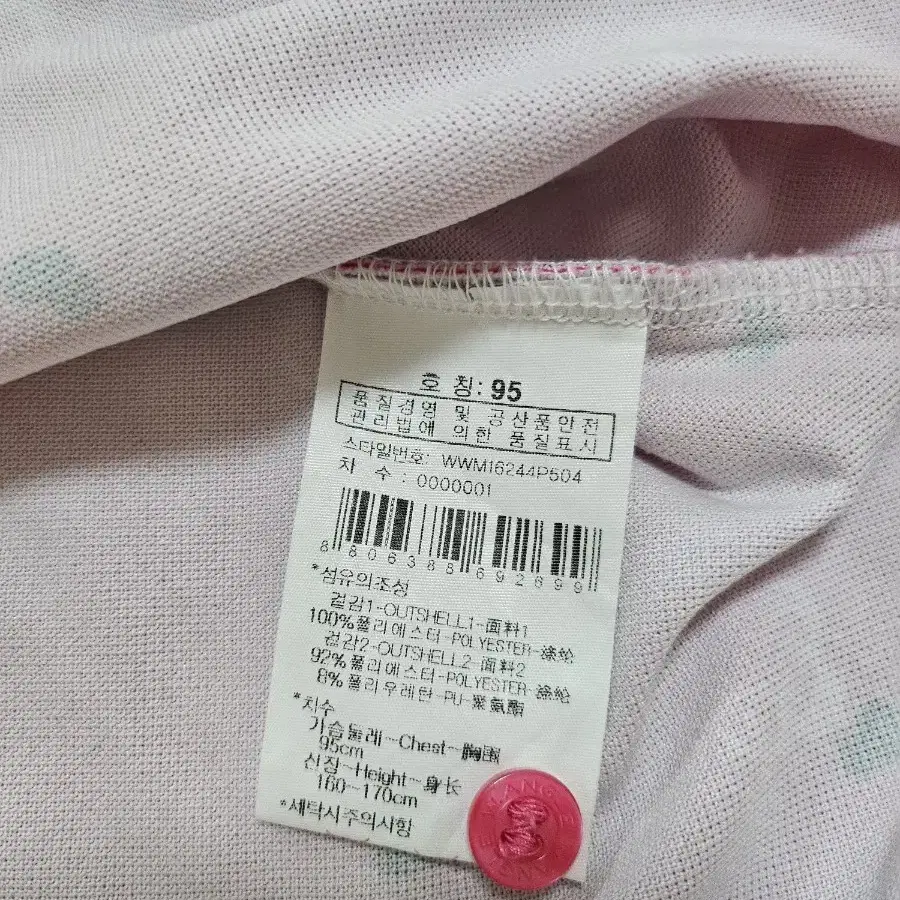 호 칭: 95
품질경영 및 공산품안전
관리법에 의한 품질표시
스타일번호: WWM16244P504
차 수 : 0000001
8806388692699
*섬유의조성
겉감1-OUTSHELL1-面料1
100%폴리에스터-POLYESTER-涤纶
겉감2-OUTSHELL2-面料2
92%폴리에스터-POLYESTER-涤纶
8%폴리우레탄-PU-聚氨酯
*치수
가슴둘레-Chest-胸围
95cm
신장-Height-身长
160~170cm
*세탁시주의사항